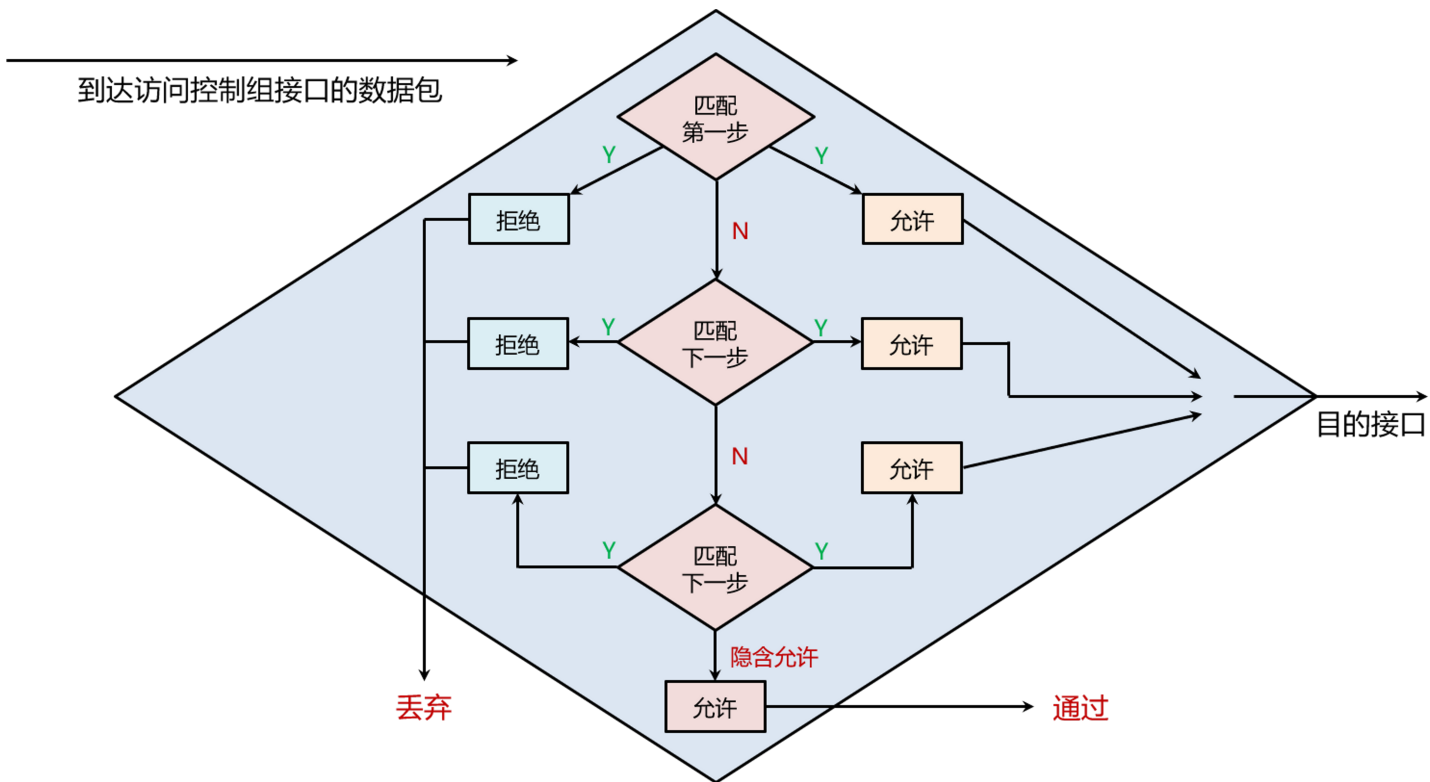 到达访问控制组接口的数据包
匹配
第一步
Y
Y
拒绝
允许
N
拒绝
Y
匹配
下一步
Y
允许
目的接口
N
拒绝
允许
Y
匹配
下一步
Y
隐含允许
丢弃
允许
通过